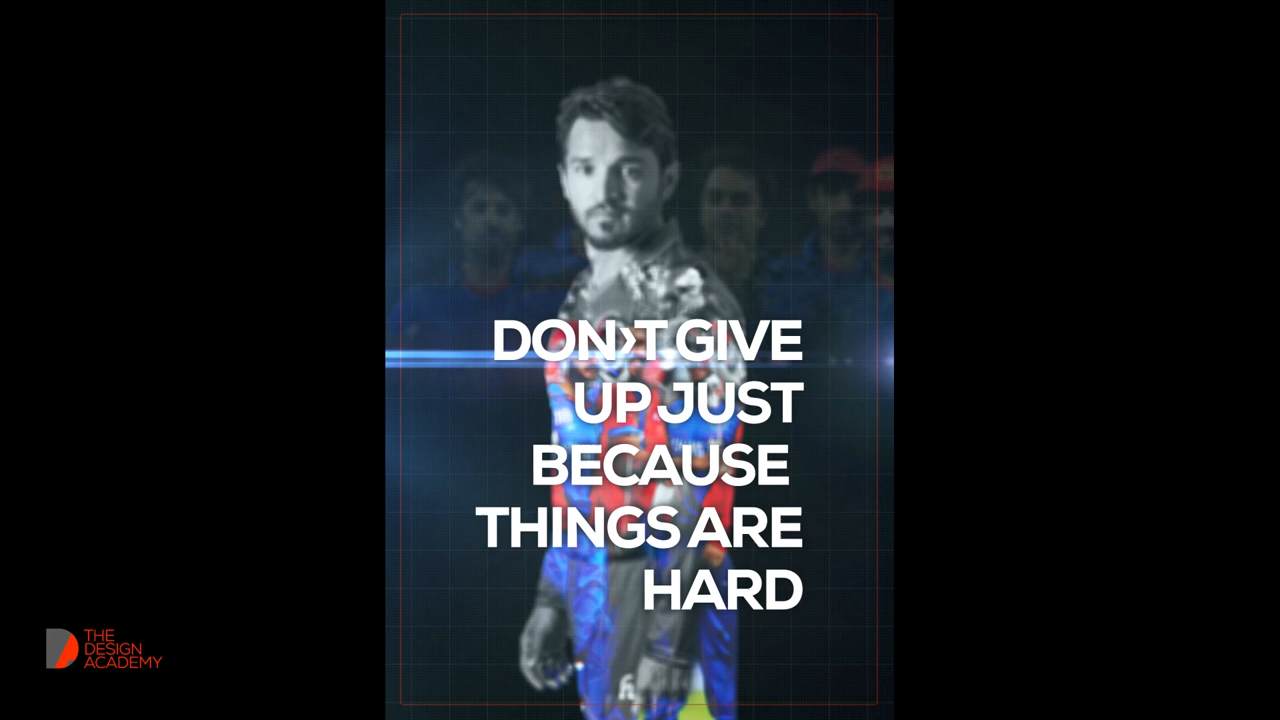 DON›T GIVE
UP JUST
BECAUSE
THINGS ARE
HARD
THE
DESIGN
ACADEMY